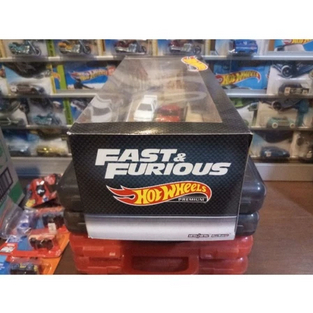 FAST &
FURIOUS
Hot Wheels
PREMIUM